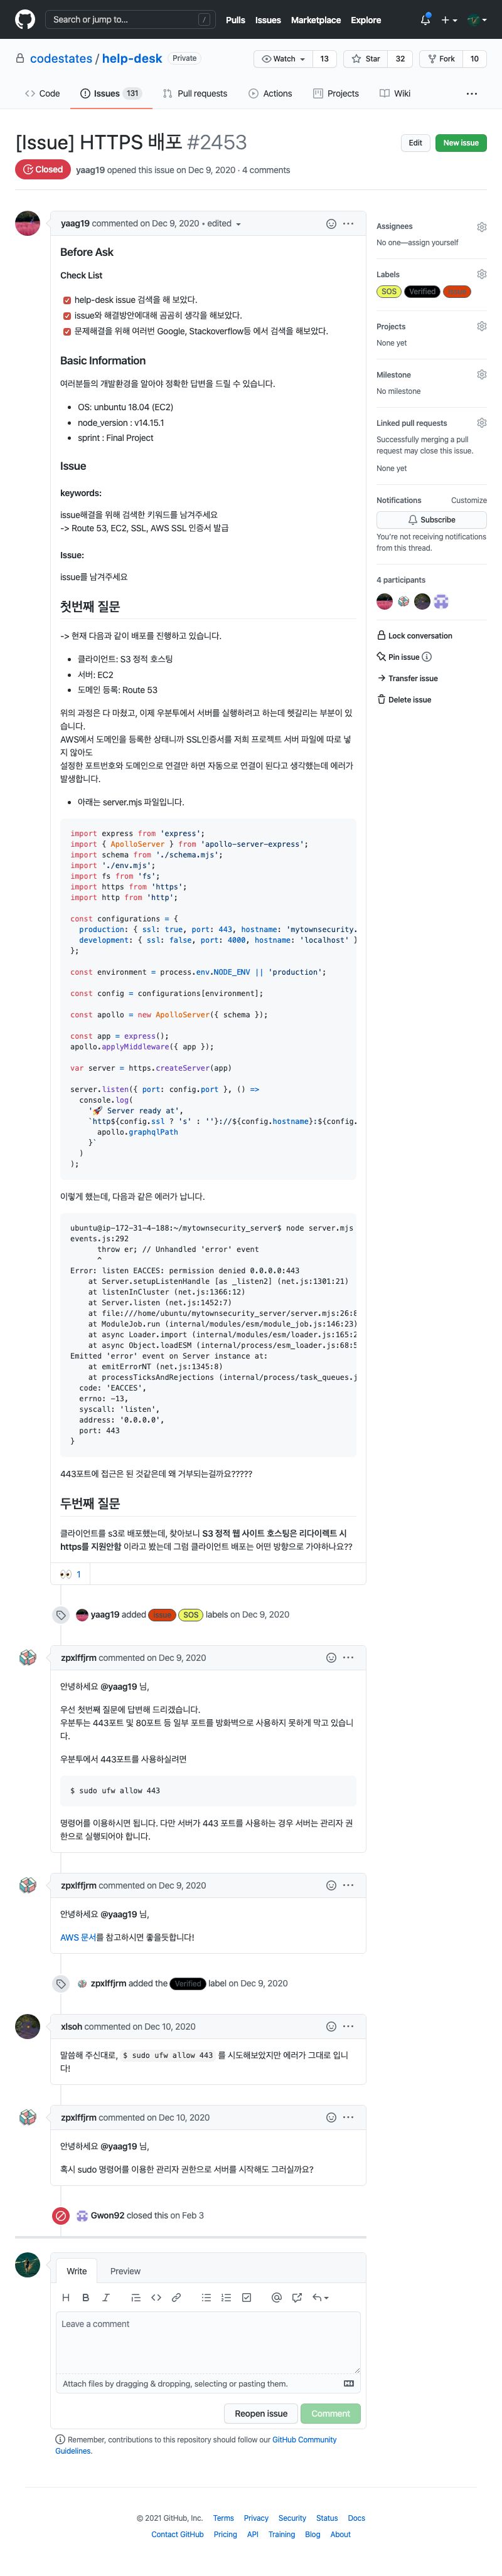 Search or jump to...
/
Pulls Issues Marketplace Explore
codestates / help-desk Private
Watch 13 Star 32 Fork 10
Code Issues 131 Pull requests Actions Projects Wiki ...
[Issue] HTTPS 배포 #2453
Edit New issue
Closed yaag19 opened this issue on Dec 9, 2020 · 4 comments
yaag19 commented on Dec 9, 2020 • edited
Before Ask
Check List
help-desk issue 검색을 해 보았다.
issue와 해결방안에대해 곰곰히 생각을 해보았다.
문제해결을 위해 여러번 Google, Stackoverflow등 에서 검색을 해보았다.
Basic Information
여러분들의 개발환경을 알아야 정확한 답변을 드릴 수 있습니다.
• OS: unbuntu 18.04 (EC2)
• node_version : v14.15.1
• sprint : Final Project
Issue
keywords:
issue해결을 위해 검색한 키워드를 남겨주세요
-> Route 53, EC2, SSL, AWS SSL 인증서 발급
Issue:
issue를 남겨주세요
첫번째 질문
-> 현재 다음과 같이 배포를 진행하고 있습니다.
• 클라이언트: S3 정적 호스팅
• 서버: EC2
• 도메인 등록: Route 53
위의 과정은 다 마쳤고, 이제 우분투에서 서버를 실행하려고 하는데 헷갈리는 부분이 있
습니다.
AWS에서 도메인을 등록한 상태니까 SSL인증서를 저희 프로젝트 서버 파일에 따로 넣
지 않아도
설정한 포트번호와 도메인으로 연결만 하면 자동으로 연결이 된다고 생각했는데 에러가
발생합니다.
• 아래는 server.mjs 파일입니다.
import express from 'express';
import { ApolloServer } from 'apollo-server-express';
import schema from './schema.mjs';
import './env.mjs';
import fs from 'fs';
import https from 'https';
import http from 'http';
const configurations = {
production: { ssl: true, port: 443, hostname: 'mytownsecurity.
development: { ssl: false, port: 4000, hostname: 'localhost' }
};
const environment = process.env.NODE_ENV || 'production';
const config = configurations[environment];
const apollo = new ApolloServer({ schema });
const app = express();
apollo.applyMiddleware({ app });
var server = https.createServer(app)
server.listen({ port: config.port }, () =>
console.log(
'🚀 Server ready at',
`http${config.ssl ? 's' : ''}://${config.hostname}:${config.
apollo.graphqlPath
}`
)
);
이렇게 했는데, 다음과 같은 에러가 납니다.
ubuntu@ip-172-31-4-188:~/mytownsecurity_server$ node server.mjs
events.js:292
throw er; // Unhandled 'error' event
^
Error: listen EACCES: permission denied 0.0.0.0:443
at Server.setupListenHandle [as _listen2] (net.js:1301:21)
at listenInCluster (net.js:1366:12)
at Server.listen (net.js:1452:7)
at file:///home/ubuntu/mytownsecurity_server/server.mjs:26:8
at ModuleJob.run (internal/modules/esm/module_job.js:146:23)
at async Loader.import (internal/modules/esm/loader.js:165:2
at async Object.loadESM (internal/process/esm_loader.js:68:5
Emitted 'error' event on Server instance at:
at emitErrorNT (net.js:1345:8)
at processTicksAndRejections (internal/process/task_queues.j
code: 'EACCES',
errno: -13,
syscall: 'listen',
address: '0.0.0.0',
port: 443
}
443포트에 접근은 된 것같은데 왜 거부되는걸까요?????
두번째 질문
클라이언트를 s3로 배포했는데, 찾아보니 S3 정적 웹 사이트 호스팅은 리다이렉트 시
https를 지원안함 이라고 봤는데 그럼 클라이언트 배포는 어떤 방향으로 가야하나요??
👀 1
yaag19 added Issue SOS labels on Dec 9, 2020
zpxlffjrm commented on Dec 9, 2020
안녕하세요 @yaag19 님,
우선 첫번째 질문에 답변해 드리겠습니다.
우분투는 443포트 및 80포트 등 일부 포트를 방화벽으로 사용하지 못하게 막고 있습니
다.
우분투에서 443포트를 사용하실려면
$ sudo ufw allow 443
명령어를 이용하시면 됩니다. 다만 서버가 443 포트를 사용하는 경우 서버는 관리자 권
한으로 실행되어야 합니다.
zpxlffjrm commented on Dec 9, 2020
안녕하세요 @yaag19 님,
AWS 문서를 참고하시면 좋을듯합니다!
zpxlffjrm added the Verified label on Dec 9, 2020
xlsoh commented on Dec 10, 2020
말씀해 주신대로, $ sudo ufw allow 443 를 시도해보았지만 에러가 그대로 입니
다!
zpxlffjrm commented on Dec 10, 2020
안녕하세요 @yaag19 님,
혹시 sudo 명령어를 이용한 관리자 권한으로 서버를 시작해도 그러실까요?
Gwon92 closed this on Feb 3
Write Preview
Leave a comment
Attach files by dragging & dropping, selecting or pasting them.
Reopen issue Comment
Remember, contributions to this repository should follow our GitHub Community
Guidelines.
Assignees
No one—assign yourself
Labels
SOS Verified Issue
Projects
None yet
Milestone
No milestone
Linked pull requests
Successfully merging a pull
request may close this issue.
None yet
Notifications Customize
Subscribe
You're not receiving notifications
from this thread.
4 participants
Lock conversation
Pin issue
Transfer issue
Delete issue
© 2021 GitHub, Inc. Terms Privacy Security Status Docs
Contact GitHub Pricing API Training Blog About